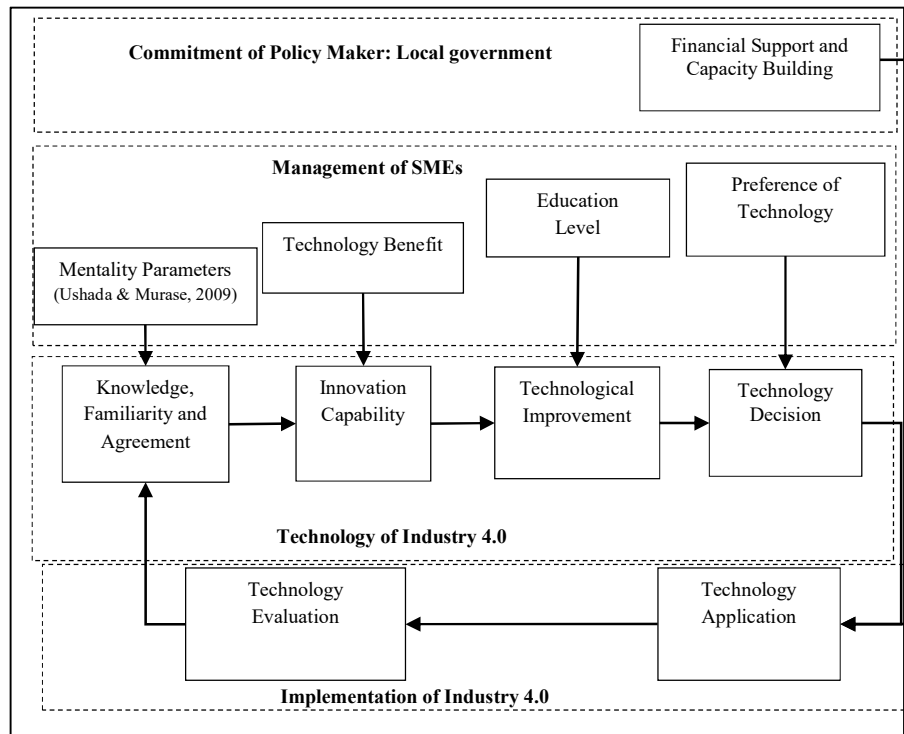 Commitment of Policy Maker: Local government
Financial Support and
Capacity Building
Management of SMEs
Mentality Parameters
(Ushada & Murase, 2009)
Technology Benefit
Education
Level
Preference of
Technology
Knowledge,
Familiarity and
Agreement
Innovation
Capability
Technological
Improvement
Technology
Decision
Technology of Industry 4.0
Technology
Evaluation
Technology
Application
Implementation of Industry 4.0